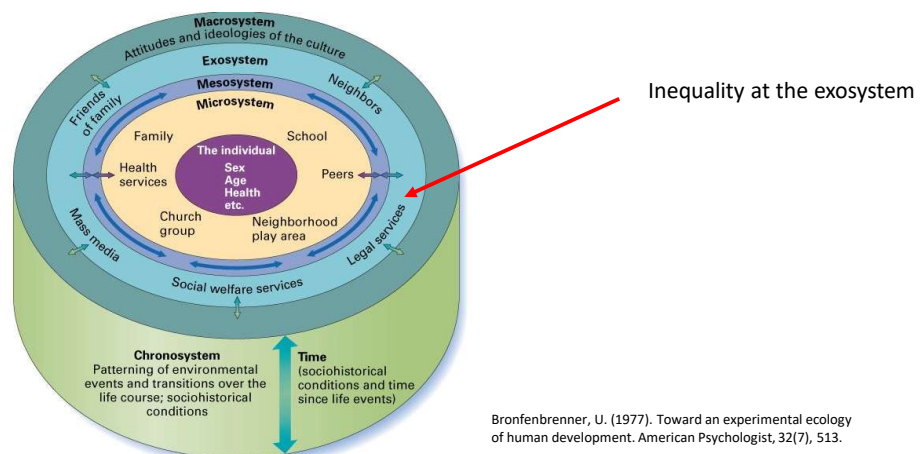 Macrosystem
Attitudes and ideologies of the culture
Exosystem
Mesosystem
Microsystem
Friends
of family
Neighbors
Inequality at the exosystem
Family
School
The individual
Sex
Age
Health
etc.
Health
services
Peers
Church
group
Neighborhood
play area
Mass media
Legal services
Social welfare services
Chronosystem
Patterning of environmental
events and transitions over the
life course; sociohistorical
conditions
Time
(sociohistorical
conditions and time
since life events)
Bronfenbrenner, U. (1977). Toward an experimental ecology
of human development. American Psychologist, 32(7), 513.